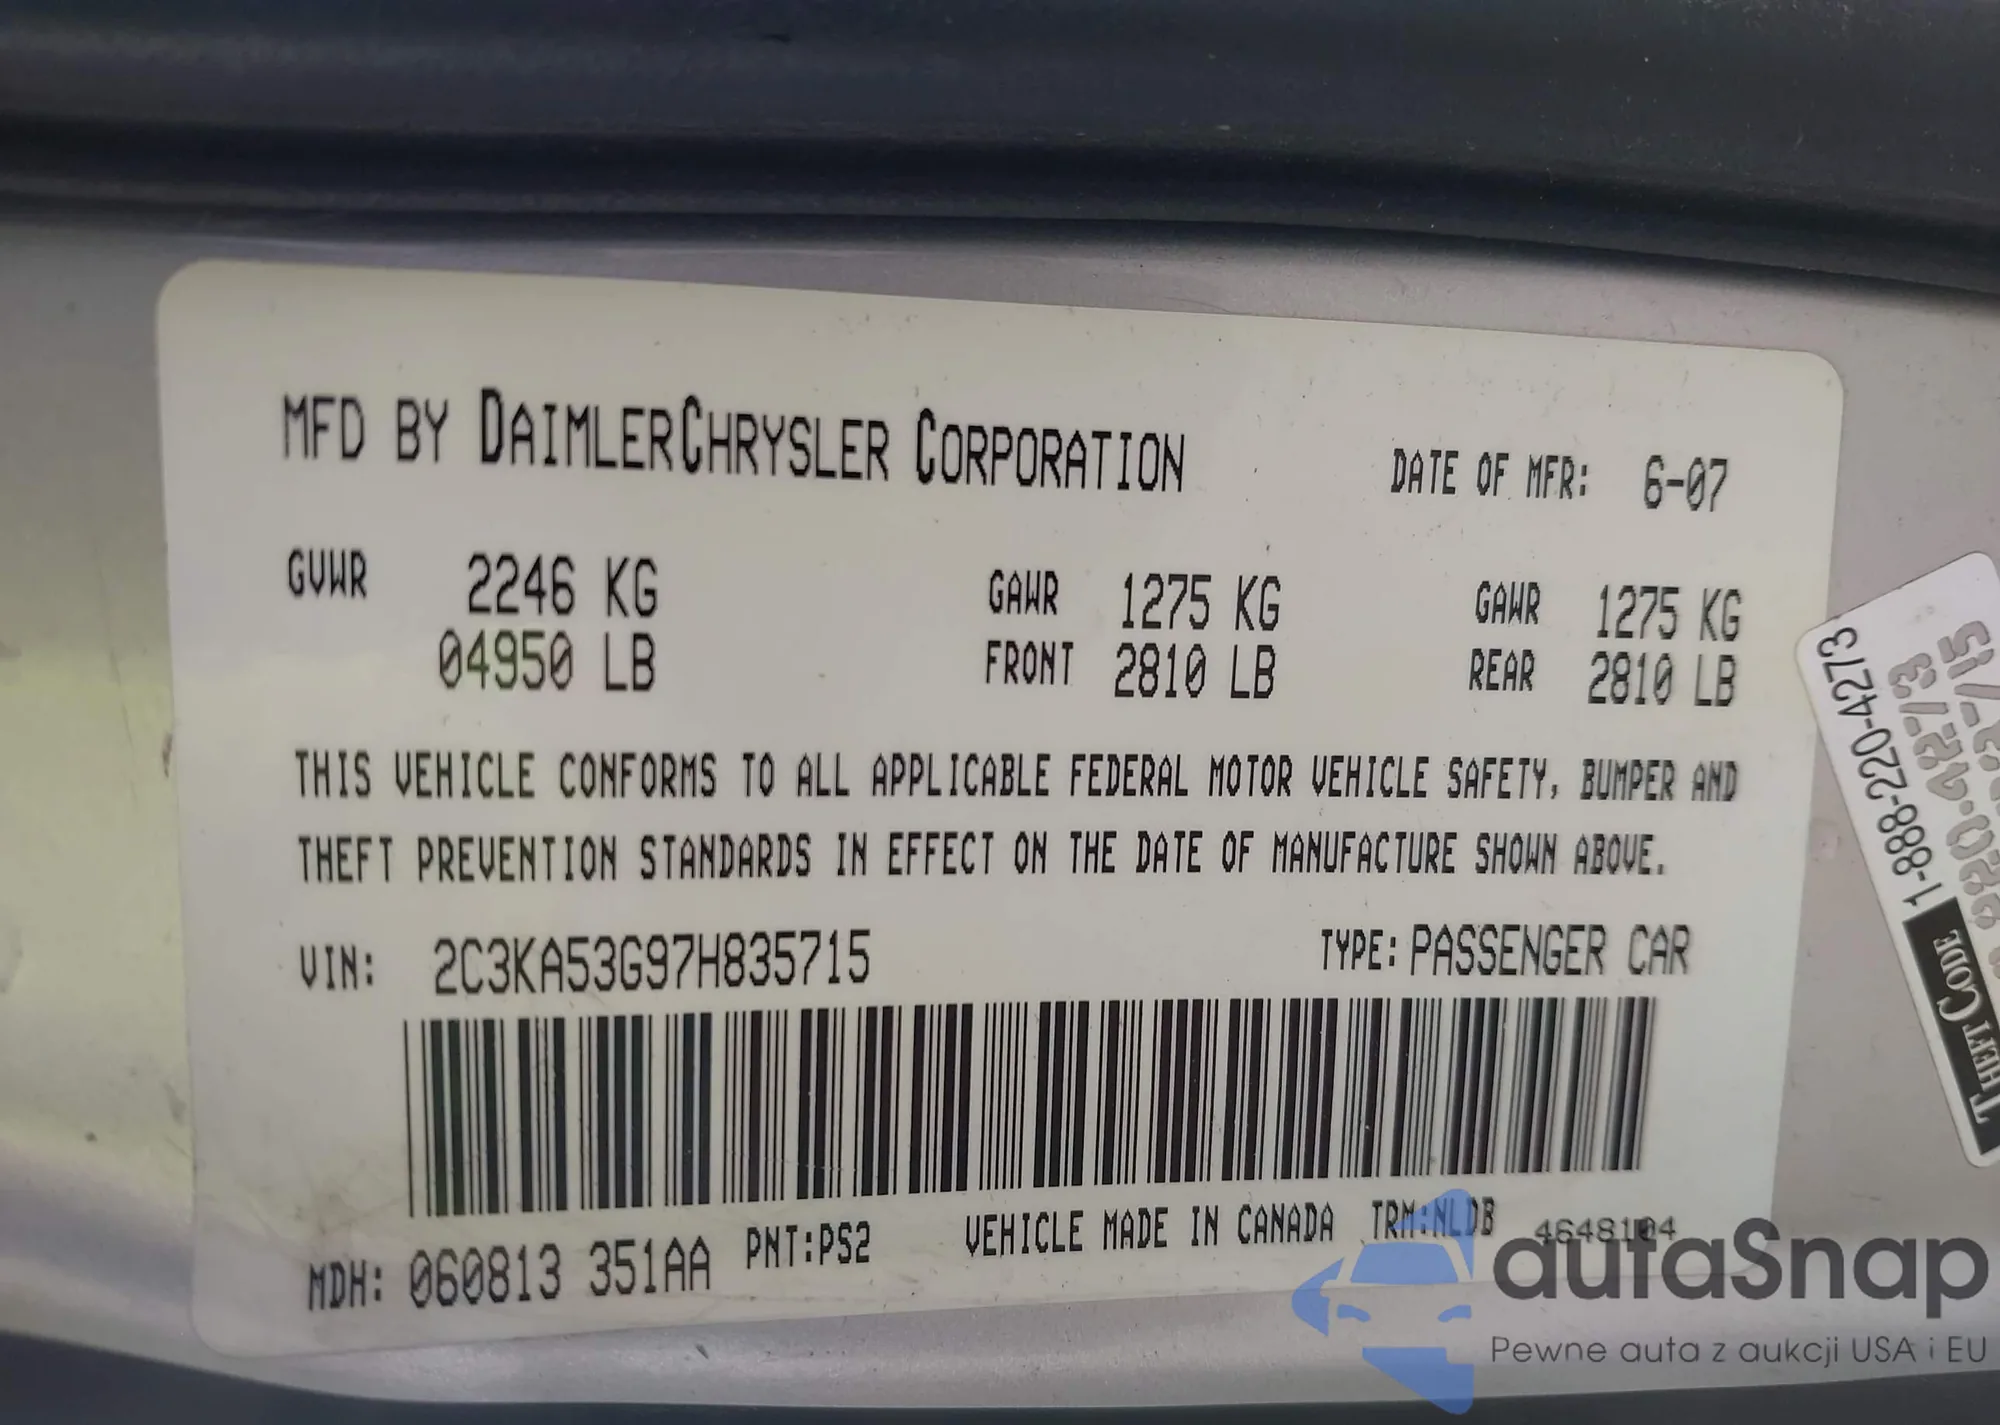 MFD BY DAIMLERCHRYSLER CORPORATION DATE OF MFR: 6-07
GVWR 2246 KG GAWR 1275 KG GAWR 1275 KG
04950 LB FRONT 2810 LB REAR 2810 LB
THIS VEHICLE CONFORMS TO ALL APPLICABLE FEDERAL MOTOR VEHICLE SAFETY, BUMPER AND
THEFT PREVENTION STANDARDS IN EFFECT ON THE DATE OF MANUFACTURE SHOWN ABOVE.
VIN: 2C3KA53G97H835715 TYPE: PASSENGER CAR
MDH: 060813 351AA PNT:PS2 VEHICLE MADE IN CANADA TRM:NLDB 4648104
THEFTCODE 1-888-220-4273
autaSnap
Pewne auta z aukcji USA i EU